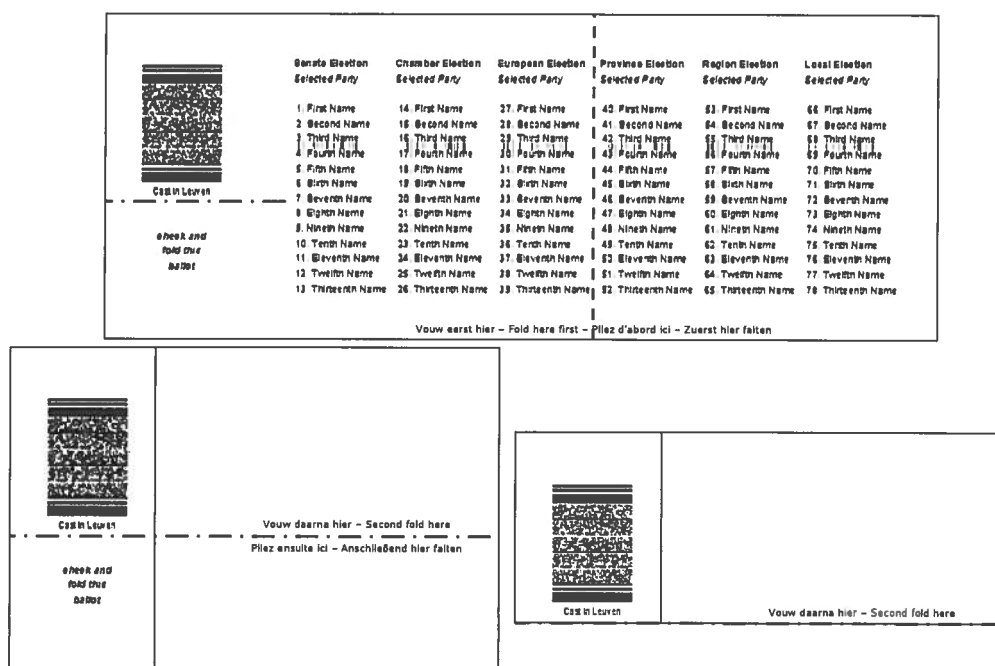 Senate Election Chamber Election European Election Province Election Region Election Local Election
Selected Party Selected Party Selected Party Selected Party Selected Party Selected Party
1. First Name 14. First Name 27. First Name 40. First Name 53. First Name 66. First Name
2. Second Name 15. Second Name 28. Second Name 41. Second Name 54. Second Name 67. Second Name
3. Third Name 16. Third Name 29. Third Name 42. Third Name 55. Third Name 68. Third Name
4. Fourth Name 17. Fourth Name 30. Fourth Name 43. Fourth Name 56. Fourth Name 69. Fourth Name
5. Fifth Name 18. Fifth Name 31. Fifth Name 44. Fifth Name 57. Fifth Name 70. Fifth Name
6. Sixth Name 19. Sixth Name 32. Sixth Name 45. Sixth Name 58. Sixth Name 71. Sixth Name
7. Seventh Name 20. Seventh Name 33. Seventh Name 46. Seventh Name 59. Seventh Name 72. Seventh Name
8. Eighth Name 21. Eighth Name 34. Eighth Name 47. Eighth Name 60. Eighth Name 73. Eighth Name
9. Nineth Name 22. Nineth Name 35. Nineth Name 48. Nineth Name 61. Nineth Name 74. Nineth Name
10. Tenth Name 23. Tenth Name 36. Tenth Name 49. Tenth Name 62. Tenth Name 75. Tenth Name
11. Eleventh Name 24. Eleventh Name 37. Eleventh Name 50. Eleventh Name 63. Eleventh Name 76. Eleventh Name
12. Twelfth Name 25. Twelfth Name 38. Twelfth Name 51. Twelfth Name 64. Twelfth Name 77. Twelfth Name
13. Thirteenth Name 26. Thirteenth Name 39. Thirteenth Name 52. Thirteenth Name 65. Thirteenth Name 78. Thirteenth Name
Cast in Leuven
check and
fold this
ballot
Vouw eerst hier – Fold here first – Pliez d'abord ici – Zuerst hier falten
Cast in Leuven
check and
fold this
ballot
Vouw daarna hier – Second fold here
Pliez ensuite ici – Anschließend hier falten
Cast in Leuven
Vouw daarna hier – Second fold here